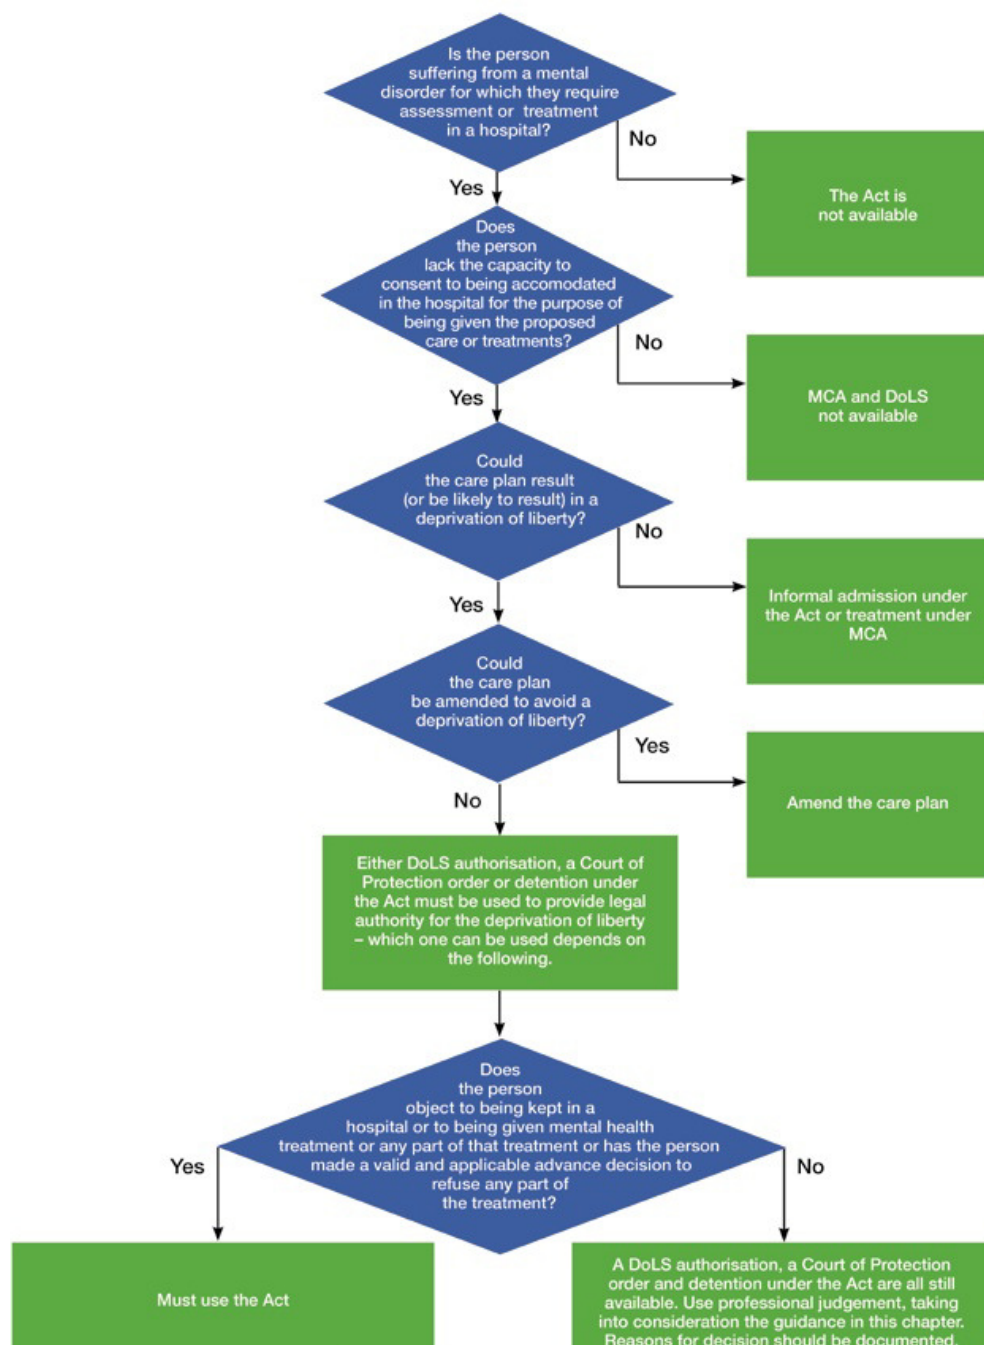 Is the person
suffering from a mental
disorder for which they require
assessment or treatment
in a hospital?
No
The Act is
not available
Yes
Does
the person
lack the capacity to
consent to being accomodated
in the hospital for the purpose of
being given the proposed
care or treatments?
No
MCA and DoLS
not available
Yes
Could
the care plan result
(or be likely to result) in a
deprivation of liberty?
No
Informal admission under
the Act or treatment under
MCA
Yes
Could
the care plan
be amended to avoid a
deprivation of liberty?
Yes
Amend the care plan
No
Either DoLS authorisation, a Court of
Protection order or detention under
the Act must be used to provide legal
authority for the deprivation of liberty
– which one can be used depends on
the following.
Does
the person
object to being kept in a
hospital or to being given mental health
treatment or any part of that treatment or has the person
made a valid and applicable advance decision to
refuse any part of
the treatment?
Yes
No
Must use the Act
A DoLS authorisation, a Court of Protection
order and detention under the Act are all still
available. Use professional judgement, taking
into consideration the guidance in this chapter.
Reasons for decision should be documented.